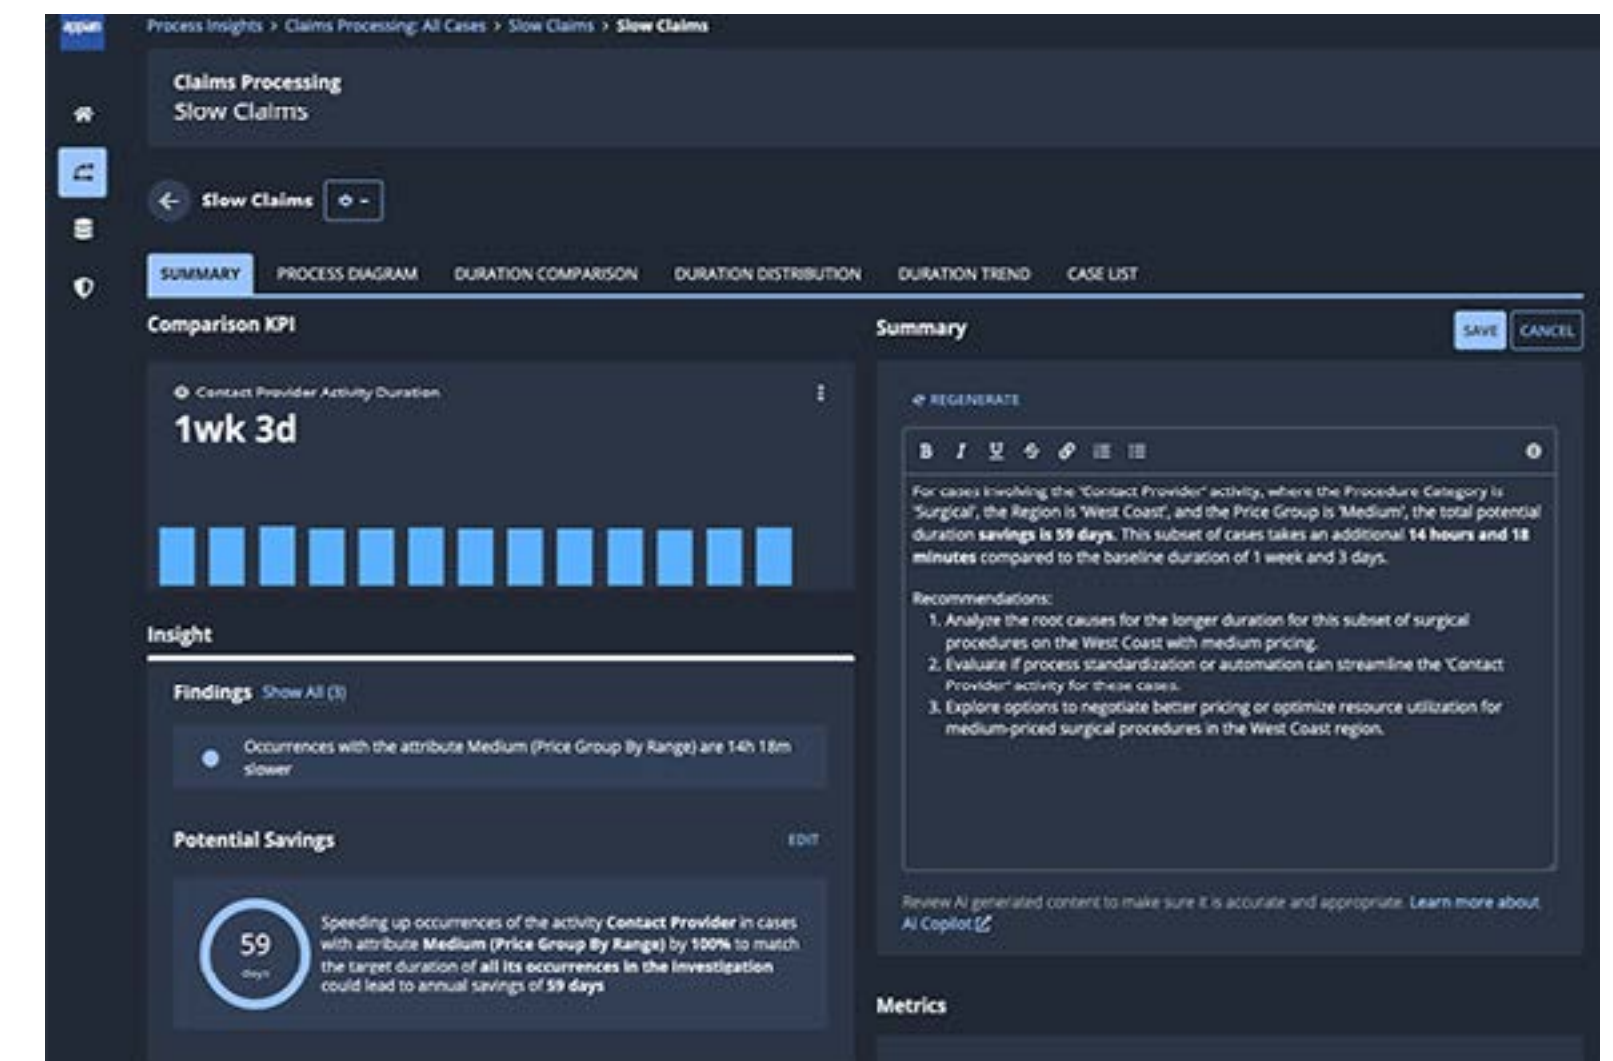 appian
Process Insights > Claims Processing: All Cases > Slow Claims > Slow Claims
Claims Processing
Slow Claims
Slow Claims
SUMMARY
PROCESS DIAGRAM
DURATION COMPARISON
DURATION DISTRIBUTION
DURATION TREND
CASE LIST
Comparison KPI
Contact Provider Activity Duration
1wk 3d
Insight
Findings Show All (3)
Occurrences with the attribute Medium (Price Group By Range) are 14h 18m
slower
Potential Savings
EDIT
59
days
Speeding up occurrences of the activity Contact Provider in cases
with attribute Medium (Price Group By Range) by 100% to match
the target duration of all its occurrences in the investigation
could lead to annual savings of 59 days
Summary
SAVE
CANCEL
REGENERATE
B I U S
For cases involving the 'Contact Provider' activity, where the Procedure Category is
'Surgical', the Region is 'West Coast', and the Price Group is 'Medium', the total potential
duration savings is 59 days. This subset of cases takes an additional 14 hours and 18
minutes compared to the baseline duration of 1 week and 3 days.
Recommendations:
1. Analyze the root causes for the longer duration for this subset of surgical
procedures on the West Coast with medium pricing.
2. Evaluate if process standardization or automation can streamline the 'Contact
Provider' activity for these cases.
3. Explore options to negotiate better pricing or optimize resource utilization for
medium-priced surgical procedures in the West Coast region.
Review AI generated content to make sure it is accurate and appropriate. Learn more about
AI Copilot
Metrics